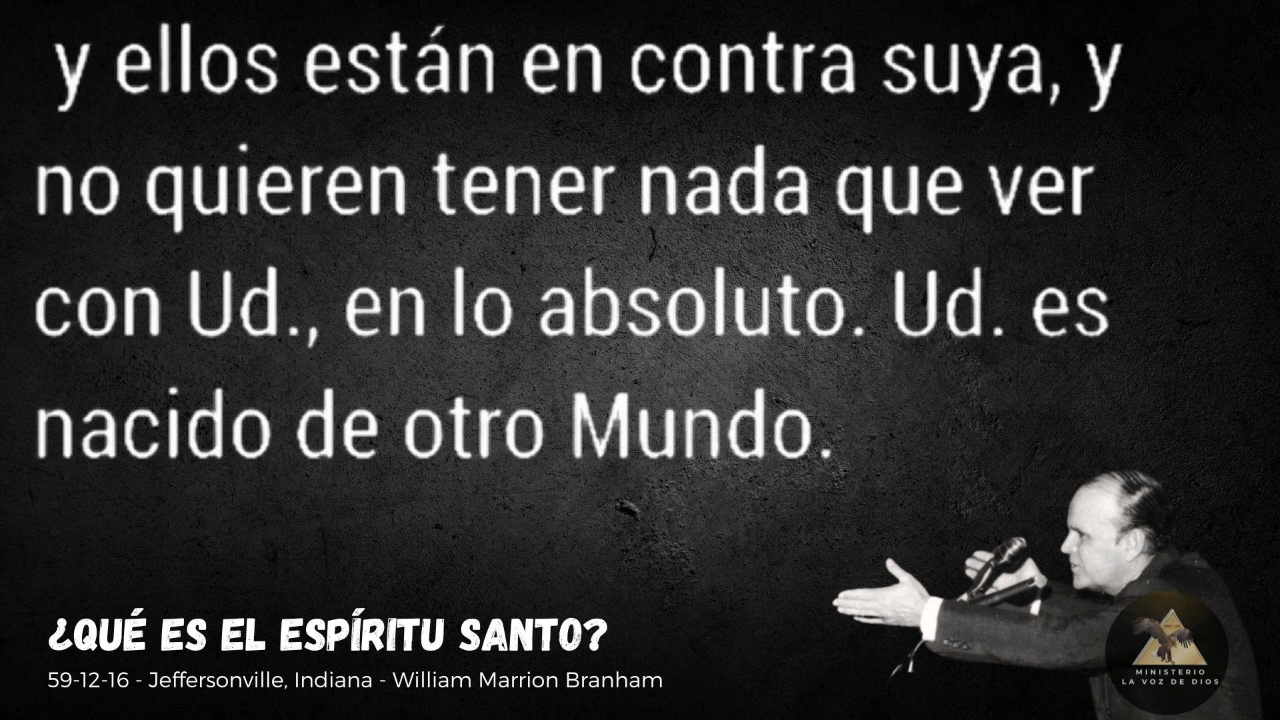 y ellos están en contra suya, y
no quieren tener nada que ver
con Ud., en lo absoluto. Ud. es
nacido de otro Mundo.
¿QUÉ ES EL ESPÍRITU SANTO?
59-12-16 - Jeffersonville, Indiana - William Marrion Branham
MINISTERIO
LA VOZ DE DIOS